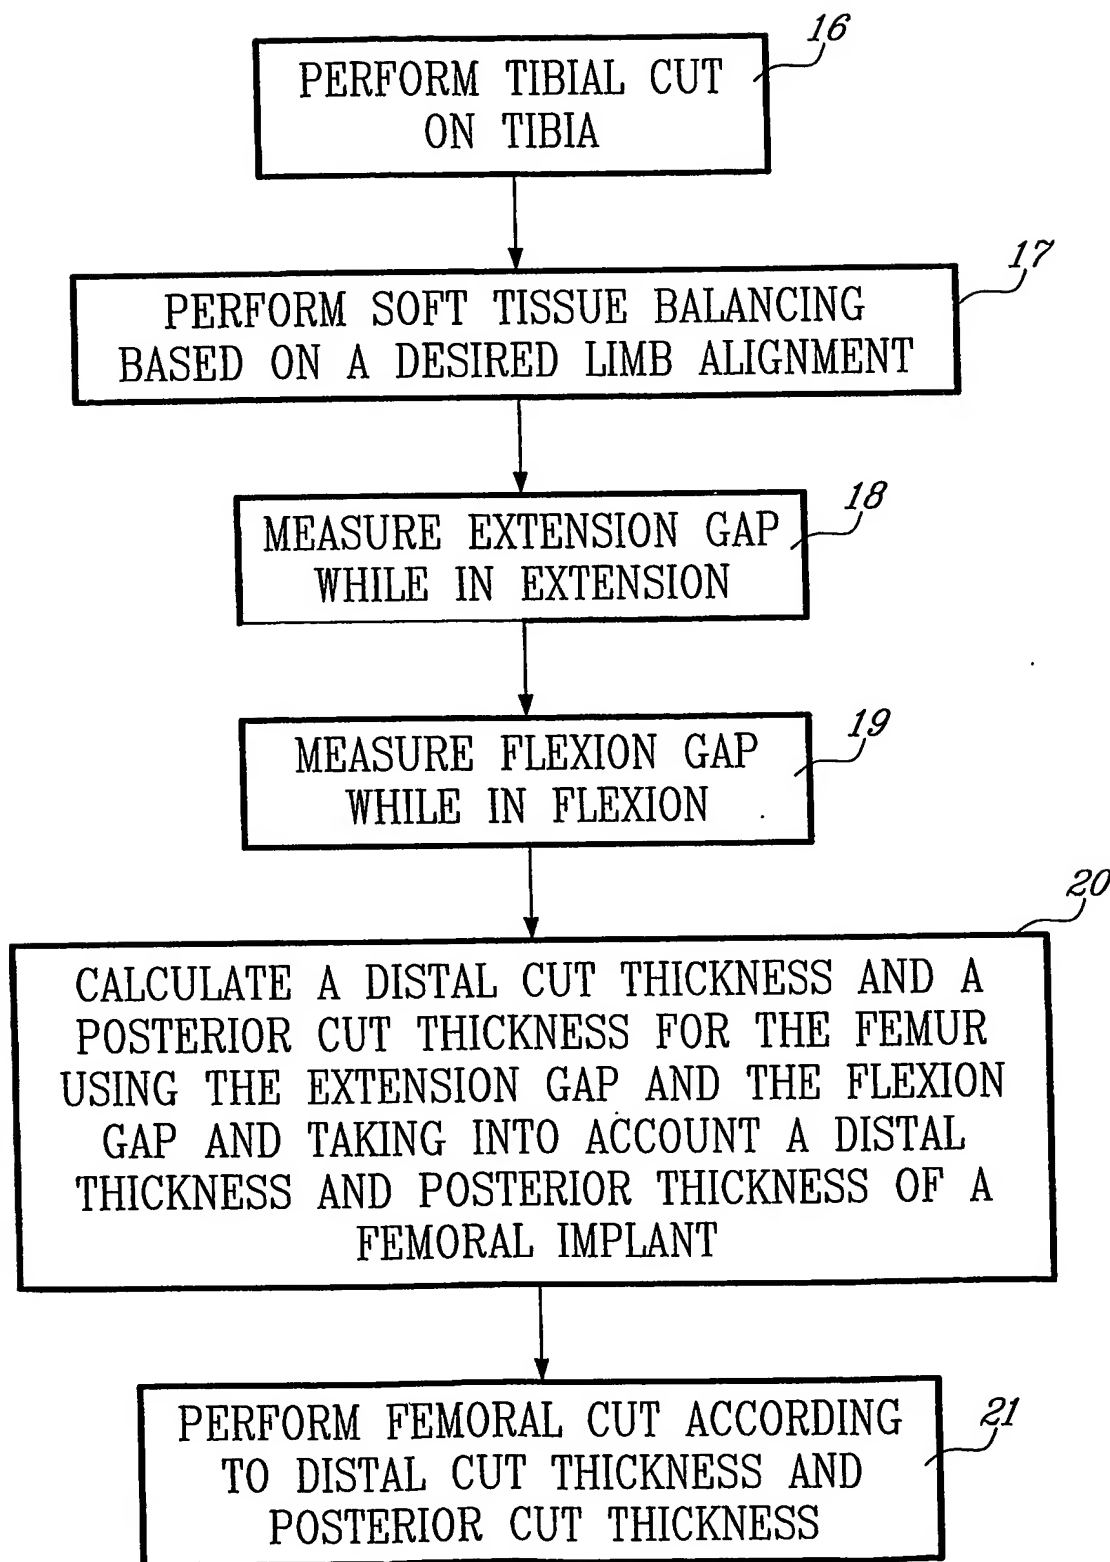 16
PERFORM TIBIAL CUT
ON TIBIA
17
PERFORM SOFT TISSUE BALANCING
BASED ON A DESIRED LIMB ALIGNMENT
18
MEASURE EXTENSION GAP
WHILE IN EXTENSION
19
MEASURE FLEXION GAP
WHILE IN FLEXION
20
CALCULATE A DISTAL CUT THICKNESS AND A
POSTERIOR CUT THICKNESS FOR THE FEMUR
USING THE EXTENSION GAP AND THE FLEXION
GAP AND TAKING INTO ACCOUNT A DISTAL
THICKNESS AND POSTERIOR THICKNESS OF A
FEMORAL IMPLANT
21
PERFORM FEMORAL CUT ACCORDING
TO DISTAL CUT THICKNESS AND
POSTERIOR CUT THICKNESS